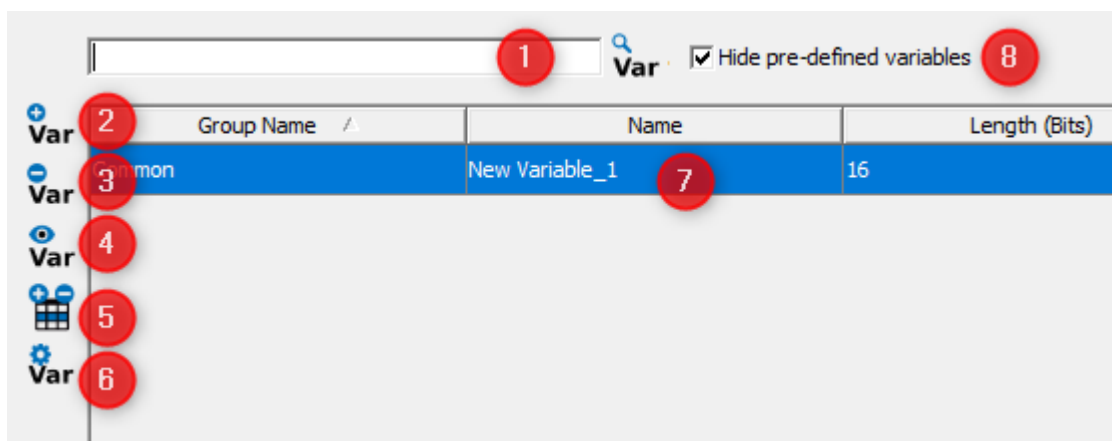 1 Var Hide pre-defined variables 8
Var 2 Group Name Name Length (Bits)
Var 3 Common New Variable_1 7 16
Var 4
5
Var 6